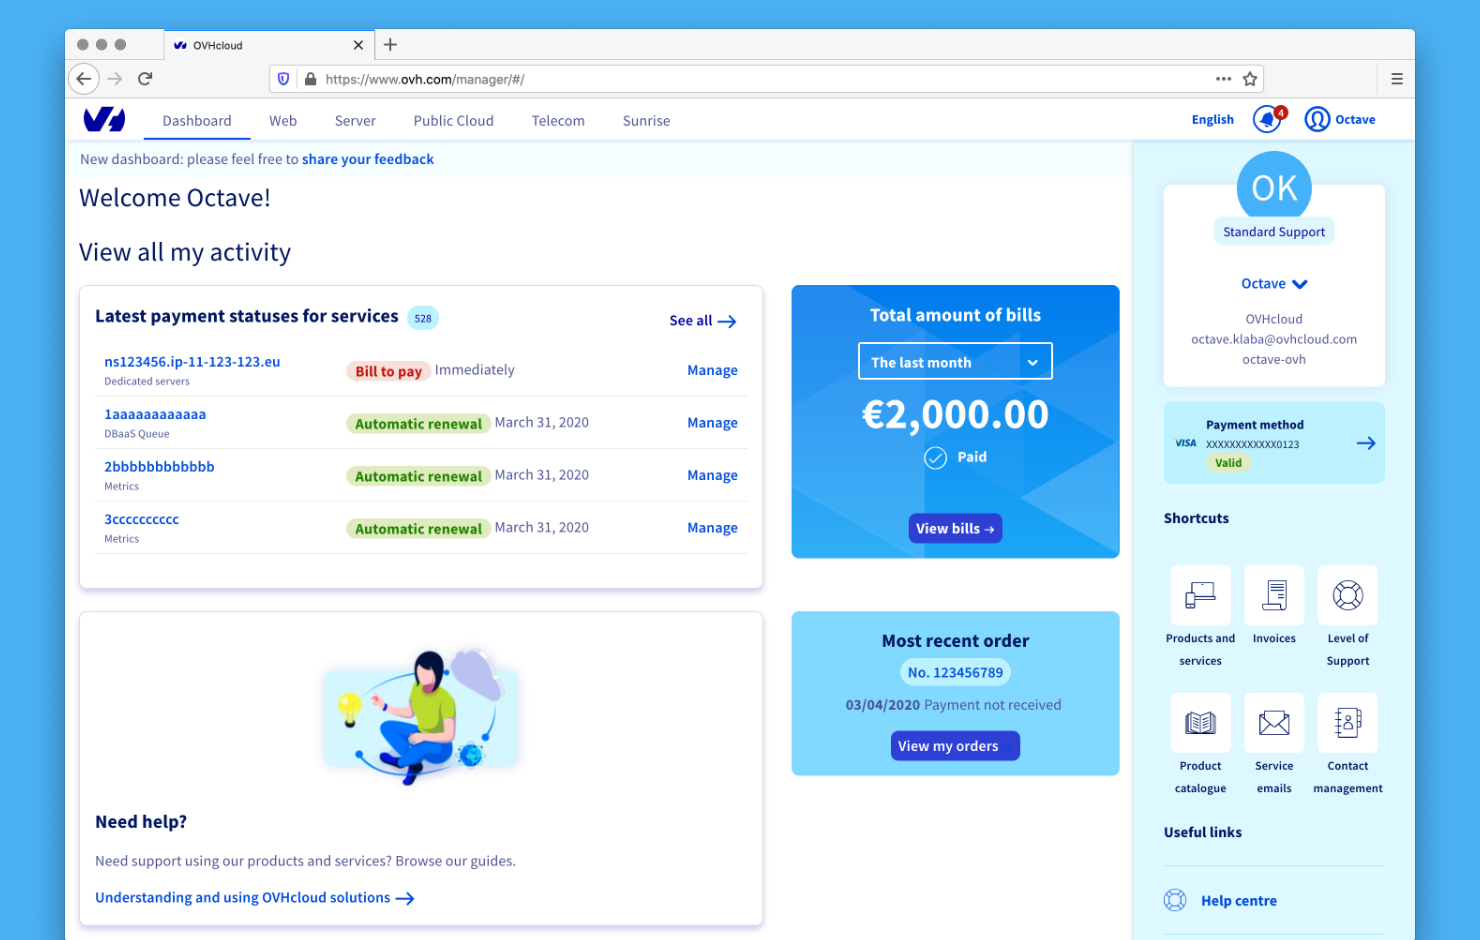 OVHcloud
https://www.ovh.com/manager/#/
Dashboard Web Server Public Cloud Telecom Sunrise English 4 Octave
New dashboard: please feel free to share your feedback
Welcome Octave!
View all my activity
Latest payment statuses for services 528 See all →
ns123456.ip-11-123-123.eu
Dedicated servers
Bill to pay Immediately Manage
1aaaaaaaaaaaa
DBaaS Queue
Automatic renewal March 31, 2020 Manage
2bbbbbbbbbbbb
Metrics
Automatic renewal March 31, 2020 Manage
3cccccccccc
Metrics
Automatic renewal March 31, 2020 Manage
Total amount of bills
The last month
€2,000.00
Paid
View bills →
Need help?
Need support using our products and services? Browse our guides.
Understanding and using OVHcloud solutions →
Most recent order
No. 123456789
03/04/2020 Payment not received
View my orders
OK
Standard Support
Octave
OVHcloud
octave.klaba@ovhcloud.com
octave-ovh
Payment method
VISA XXXXXXXXXXXX0123
Valid
Shortcuts
Products and
services
Invoices
Level of
Support
Product
catalogue
Service
emails
Contact
management
Useful links
Help centre